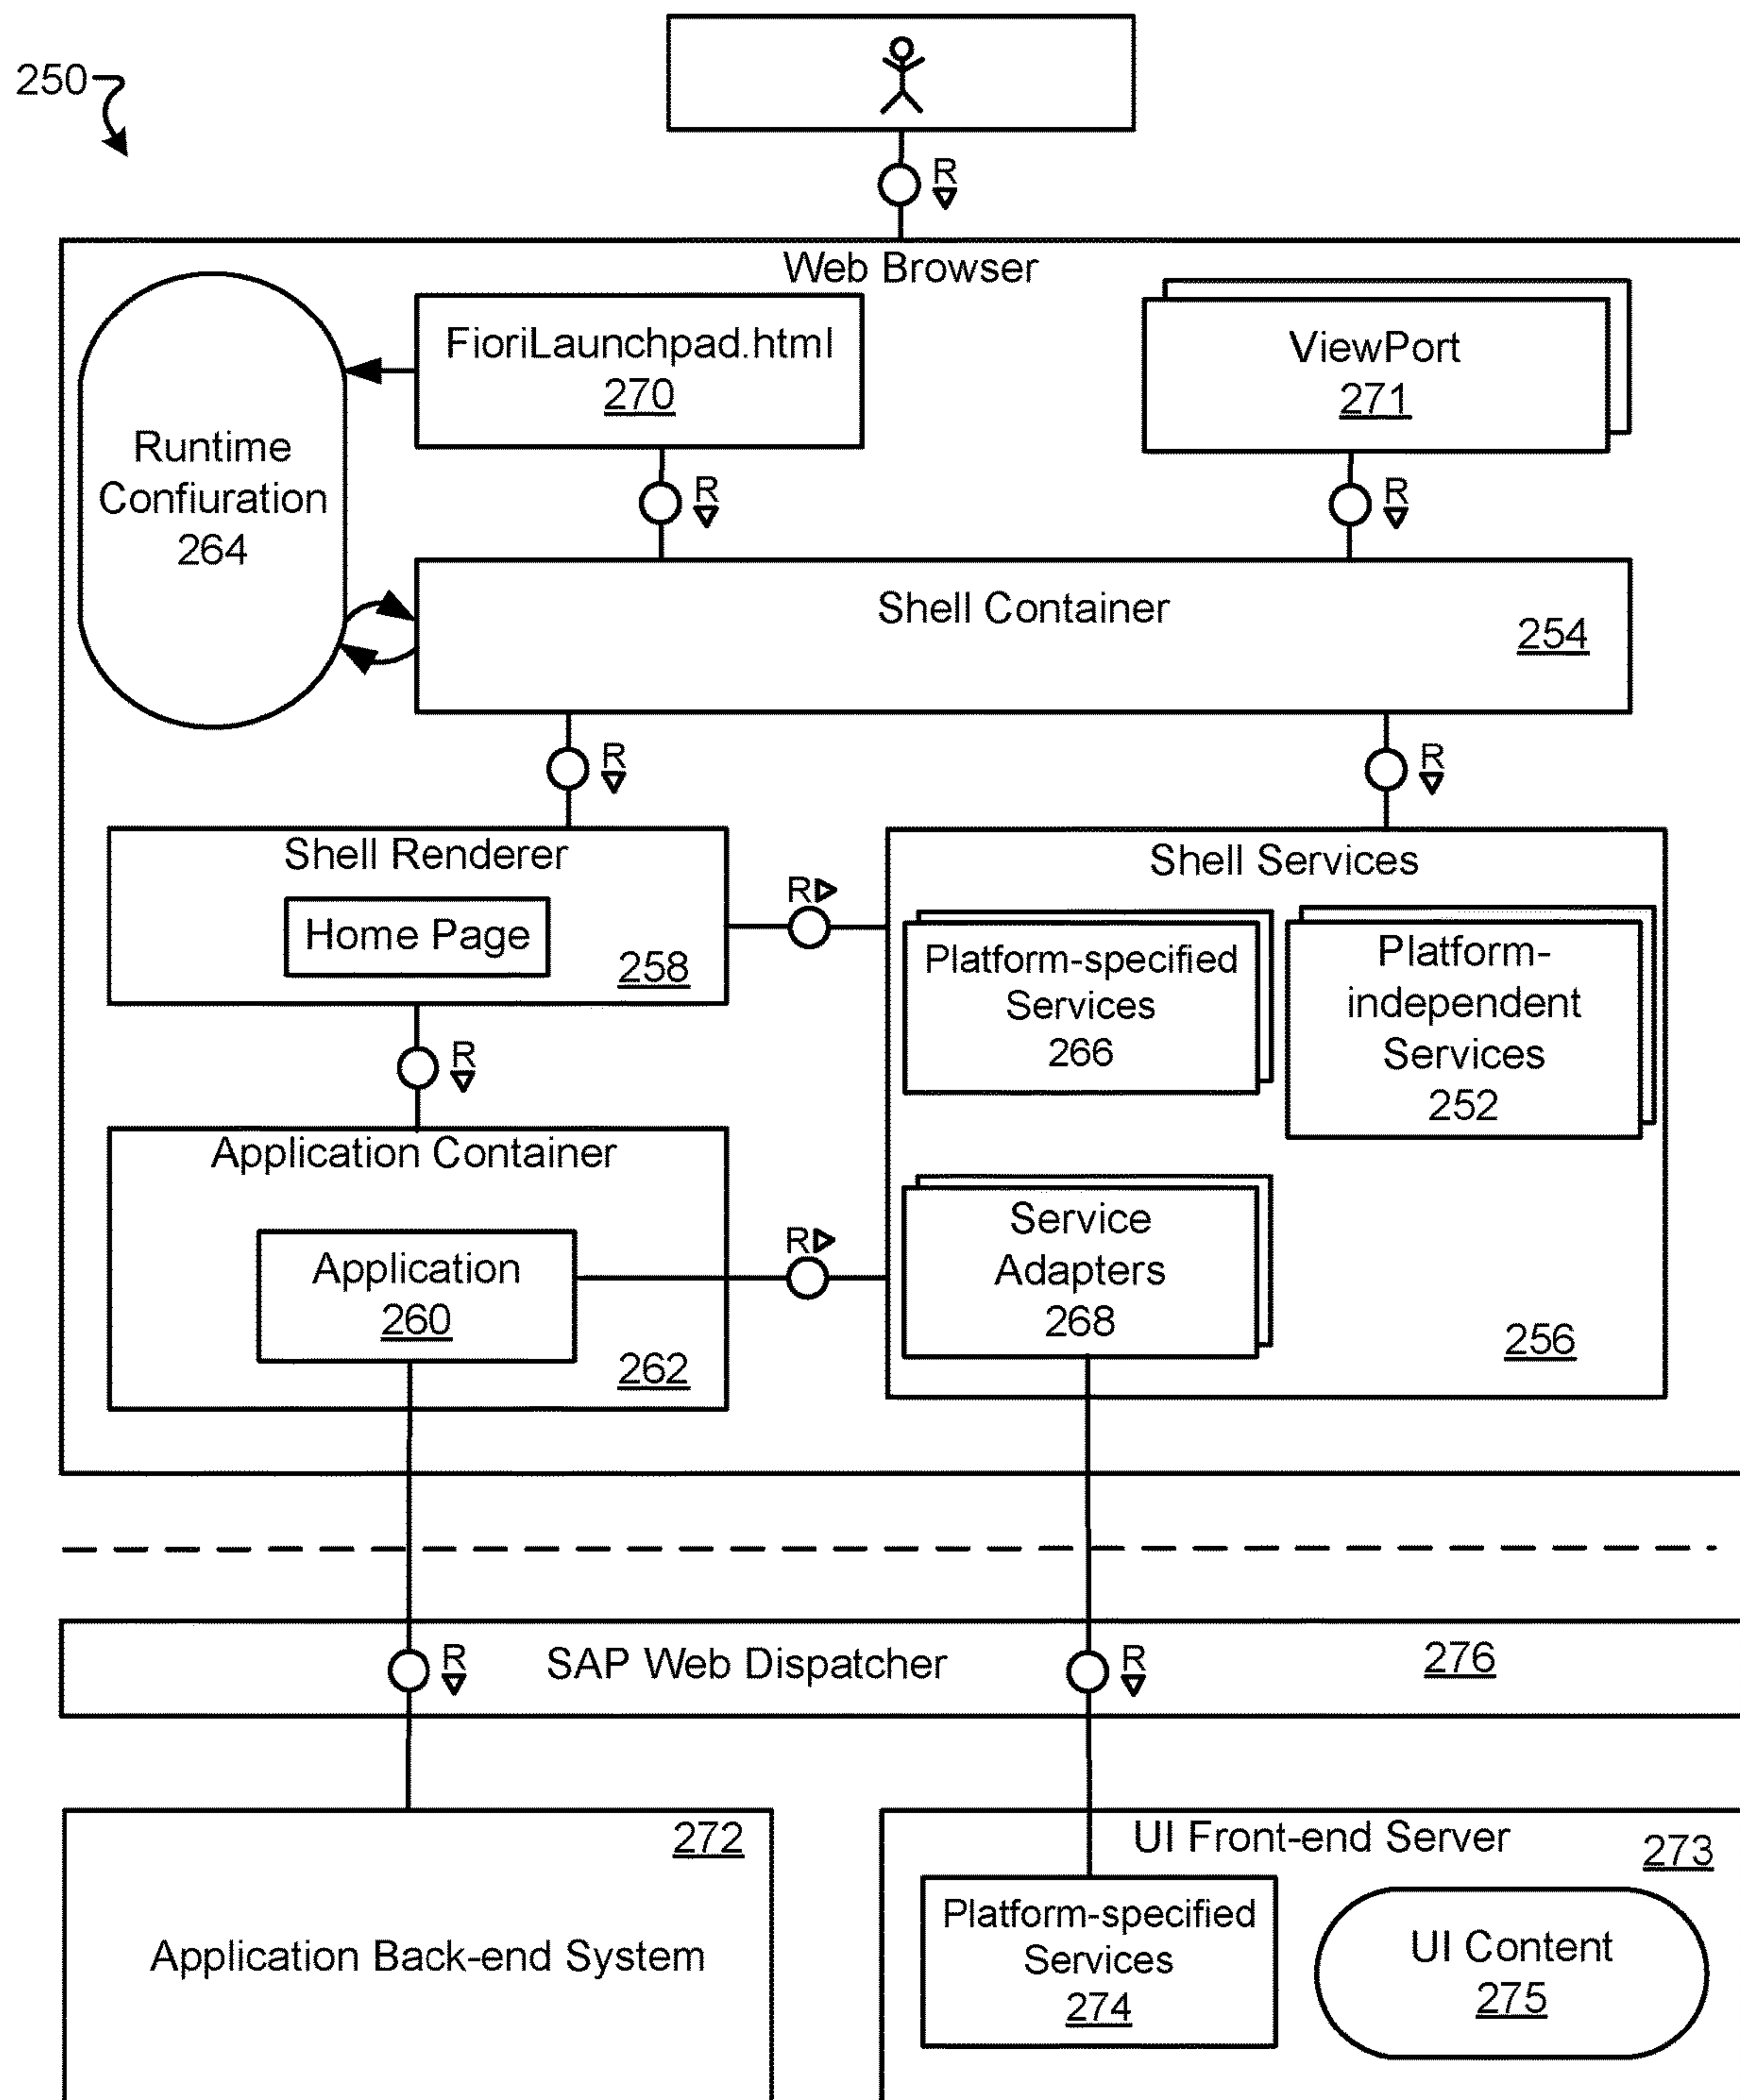 250
R
Web Browser
FioriLaunchpad.html
270
ViewPort
271
Runtime
Confiuration
264
R
R
Shell Container
254
R
R
Shell Renderer
Home Page
258
R
Shell Services
Platform-specified
Services
266
Platform-
independent
Services
252
R
Application Container
Application
260
262
R
Service
Adapters
268
256
R
SAP Web Dispatcher
R
276
272
Application Back-end System
UI Front-end Server
273
Platform-specified
Services
274
UI Content
275